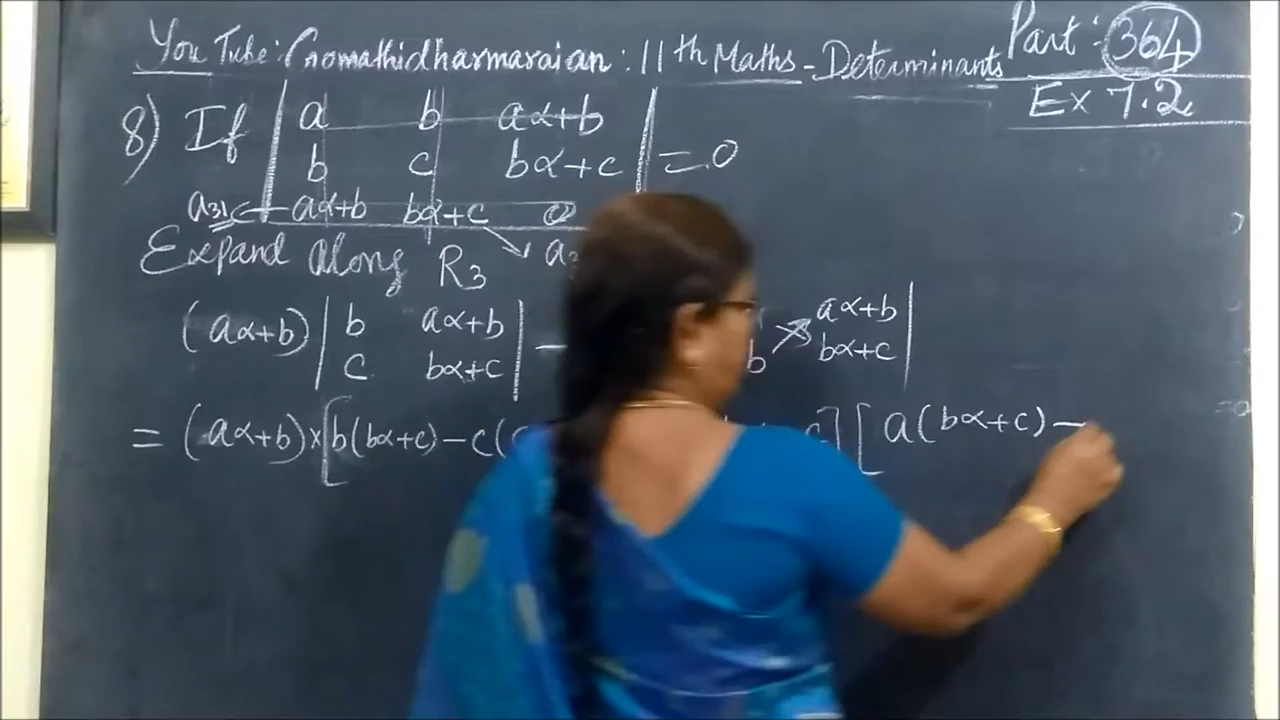 You Tube: Gomathidharmarajan : 11th Maths - Determinants
Part : 364
Ex 7.2
8) If | a b aα+b |
| b c bα+c | = 0
a31 ← aα+b bα+c 0
Expand Along R3
(aα+b) | b aα+b | − aα+b |
| c bα+c | b bα+c |
= (aα+b)×[b(bα+c) − c( c] [a(bα+c) −